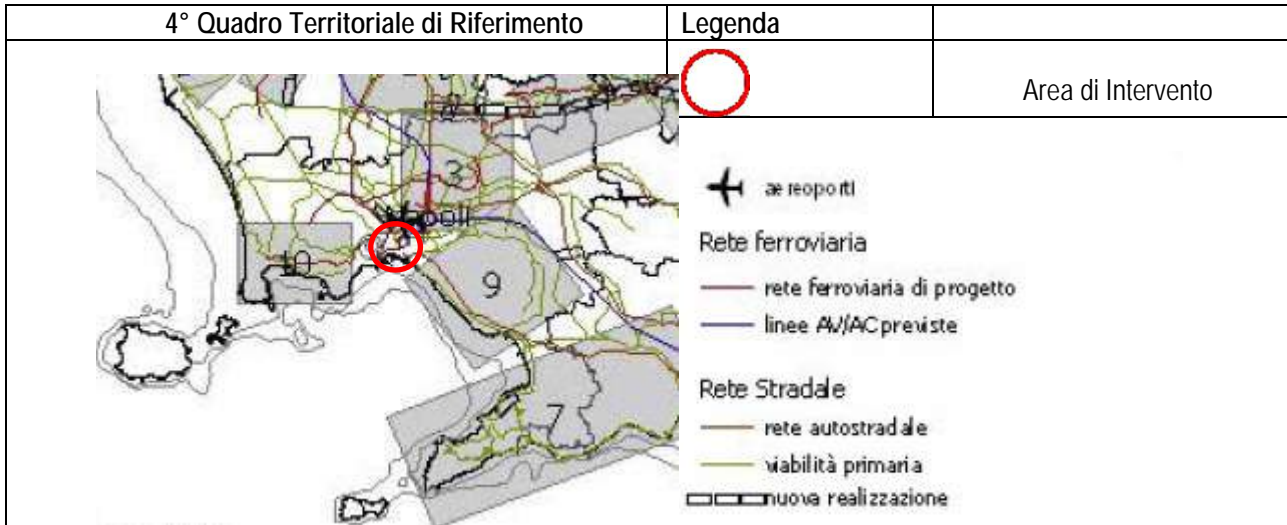 4° Quadro Territoriale di Riferimento
Legenda
Area di Intervento
3
10
9
7
aereoporti
Rete ferroviaria
rete ferroviaria di progetto
linee AV/AC previste
Rete Stradale
rete autostradale
viabilità primaria
nuova realizzazione